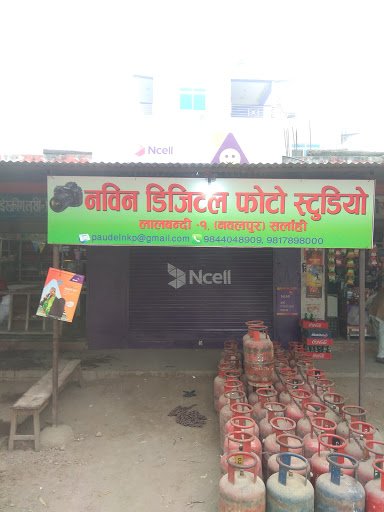 Ncell
नविन डिजिटल फोटो स्टुडियो
लालबन्दी -१, (नवलपुर) सर्लाही
paudelnkp@gmail.com 9844048909, 9817898000
Ncell